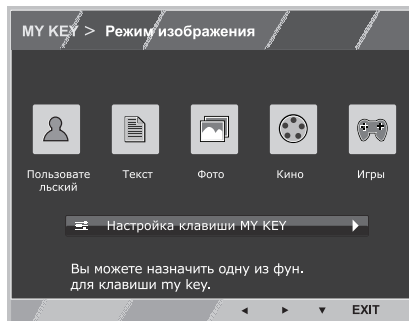 MY KEY > Режим изображения
Пользовате
льский
Текст
Фото
Кино
Игры
Настройка клавиши MY KEY
Вы можете назначить одну из фун.
для клавиши my key.
EXIT